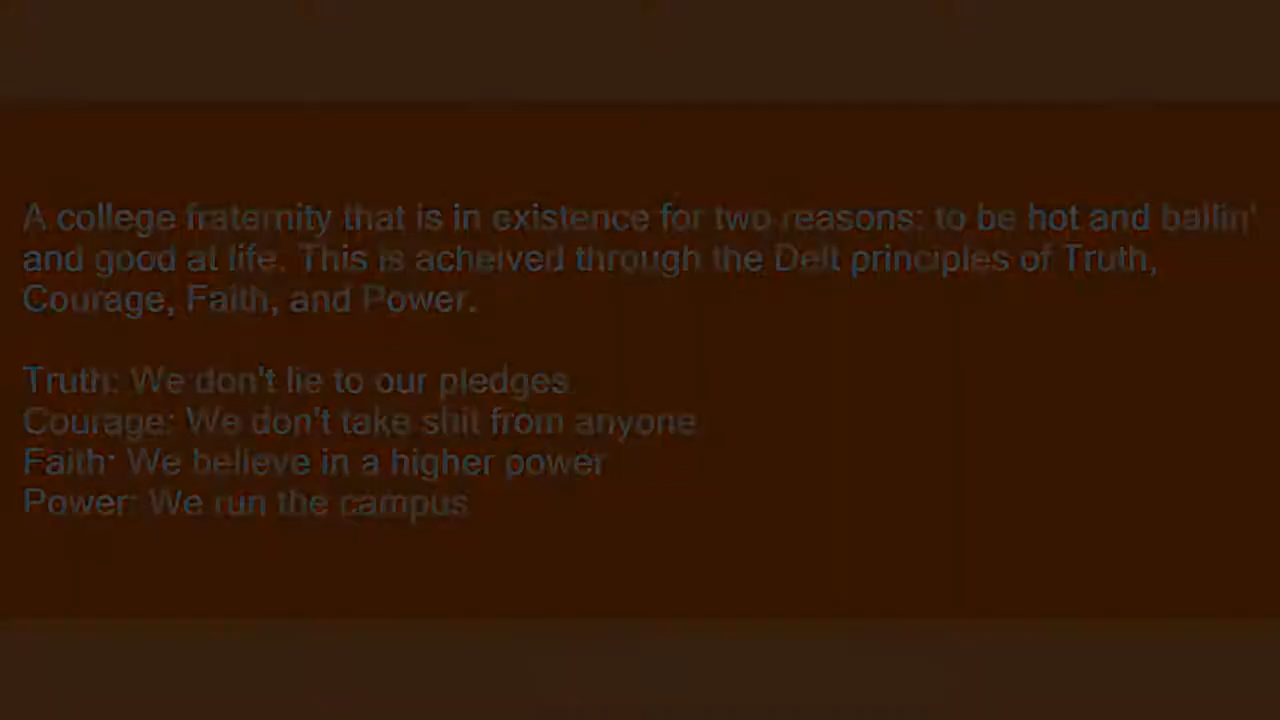 A college fraternity that is in existence for two reasons: to be hot and ballin'
and good at life. This is acheived through the Delt principles of Truth,
Courage, Faith, and Power.
Truth: We don't lie to our pledges
Courage: We don't take shit from anyone
Faith: We believe in a higher power
Power: We run the campus